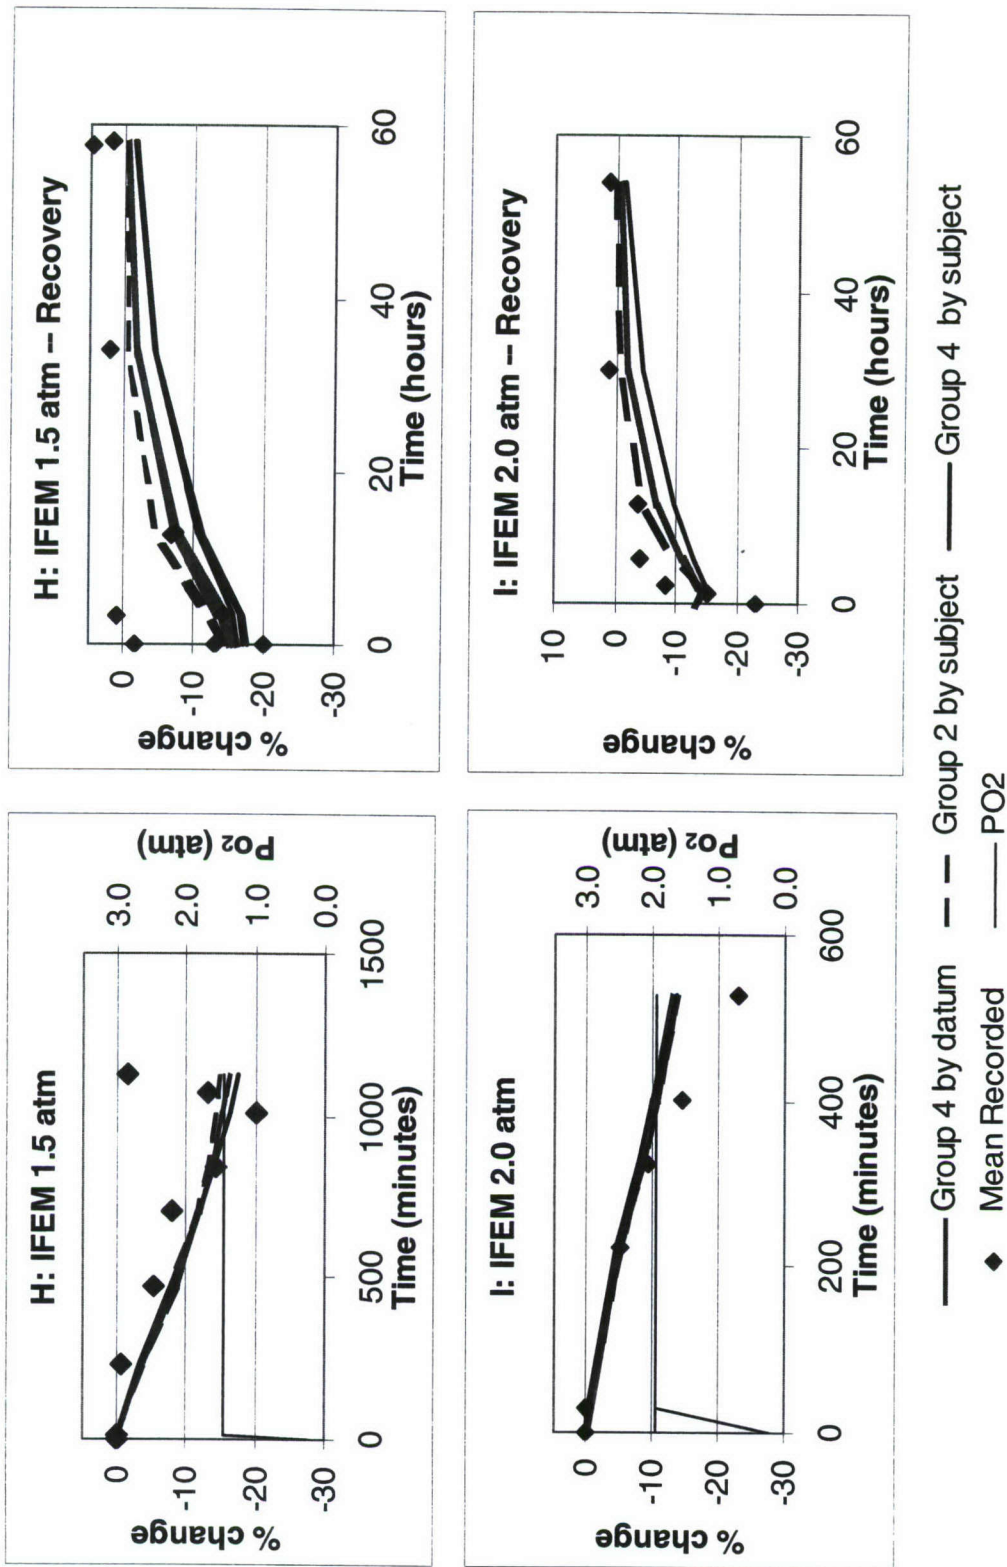 H: IFEM 1.5 atm
0
-10
-20
-30
% change
3.0
2.0
1.0
0.0
PO2 (atm)
0
500
1000
1500
Time (minutes)
H: IFEM 1.5 atm -- Recovery
0
-10
-20
-30
% change
0
20
40
60
Time (hours)
I: IFEM 2.0 atm
0
-10
-20
-30
% change
3.0
2.0
1.0
0.0
PO2 (atm)
0
200
400
600
Time (minutes)
I: IFEM 2.0 atm -- Recovery
10
0
-10
-20
-30
% change
0
20
40
60
Time (hours)
Group 4 by datum
Group 2 by subject
Group 4 by subject
Mean Recorded
PO2